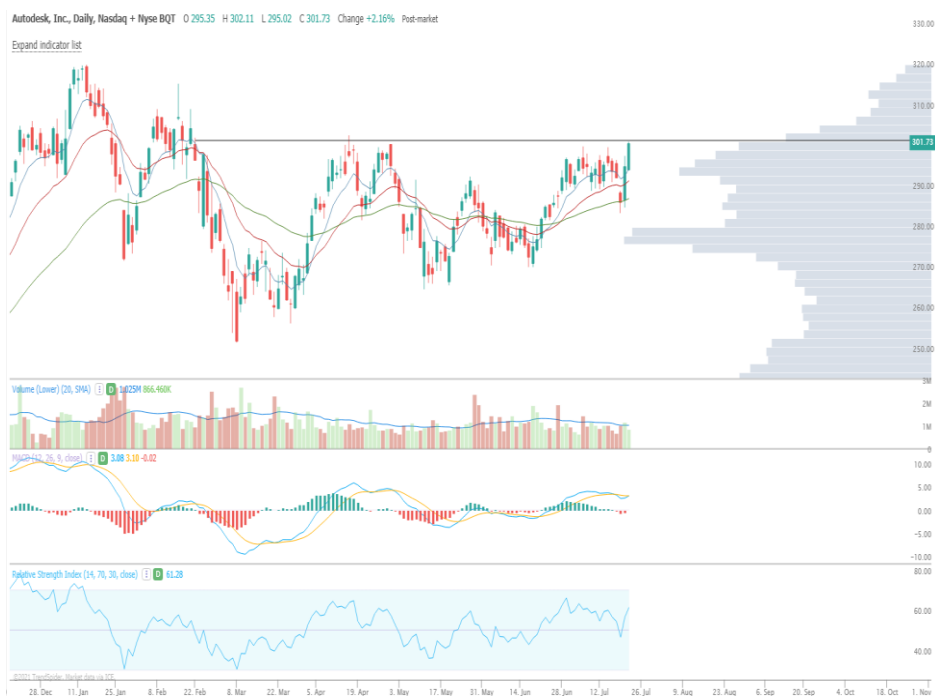 Autodesk, Inc., Daily, Nasdaq + Nyse BQT O 295.35 H 302.11 L 295.02 C 301.73 Change +2.16% Post-market
Expand indicator list
330.00
320.00
310.00
301.73
290.00
280.00
270.00
260.00
250.00
Volume (Lower) (20, SMA) D 1.025M 866.460K
3M
2M
1M
0
MACD (12, 26, 9, close) D 3.08 3.10 -0.02
10.00
5.00
0.00
-5.00
-10.00
Relative Strength Index (14, 70, 30, close) D 61.28
80.00
60.00
40.00
©2021 TrendSpider. Market data via ICE.
28. Dec 11. Jan 25. Jan 8. Feb 22. Feb 8. Mar 22. Mar 5. Apr 19. Apr 3. May 17. May 31. May 14. Jun 28. Jun 12. Jul 26. Jul 9. Aug 23. Aug 6. Sep 20. Sep 4. Oct 18. Oct 1. Nov